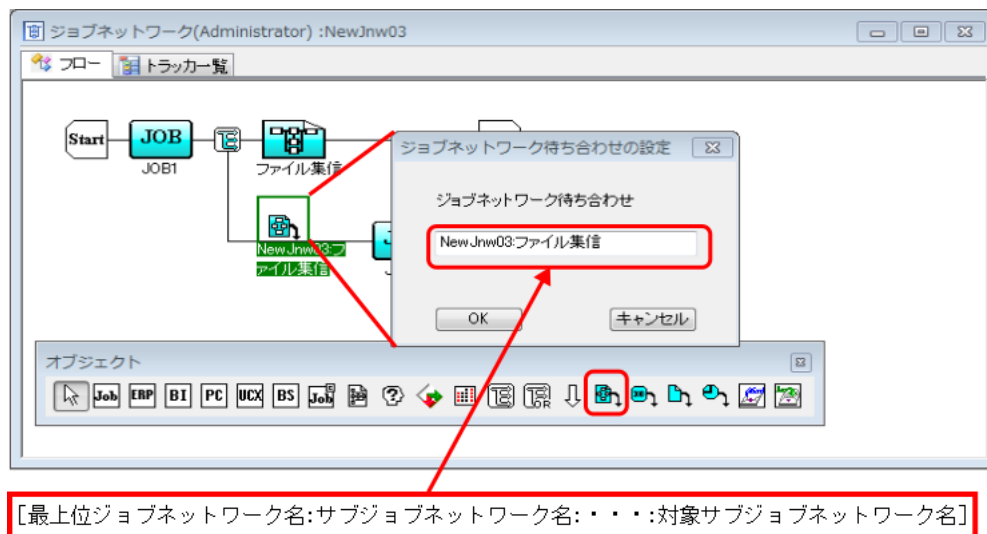 ジョブネットワーク(Administrator) :NewJnw03
フロー
トラッカ一覧
Start
JOB
JOB1
ファイル集信
NewJnw03:フ
ァイル集信
ジョブネットワーク待ち合わせの設定
ジョブネットワーク待ち合わせ
NewJnw03:ファイル集信
OK
キャンセル
オブジェクト
Job ERP BI PC UCX BS Job OR
[最上位ジョブネットワーク名:サブジョブネットワーク名:・・・:対象サブジョブネットワーク名]